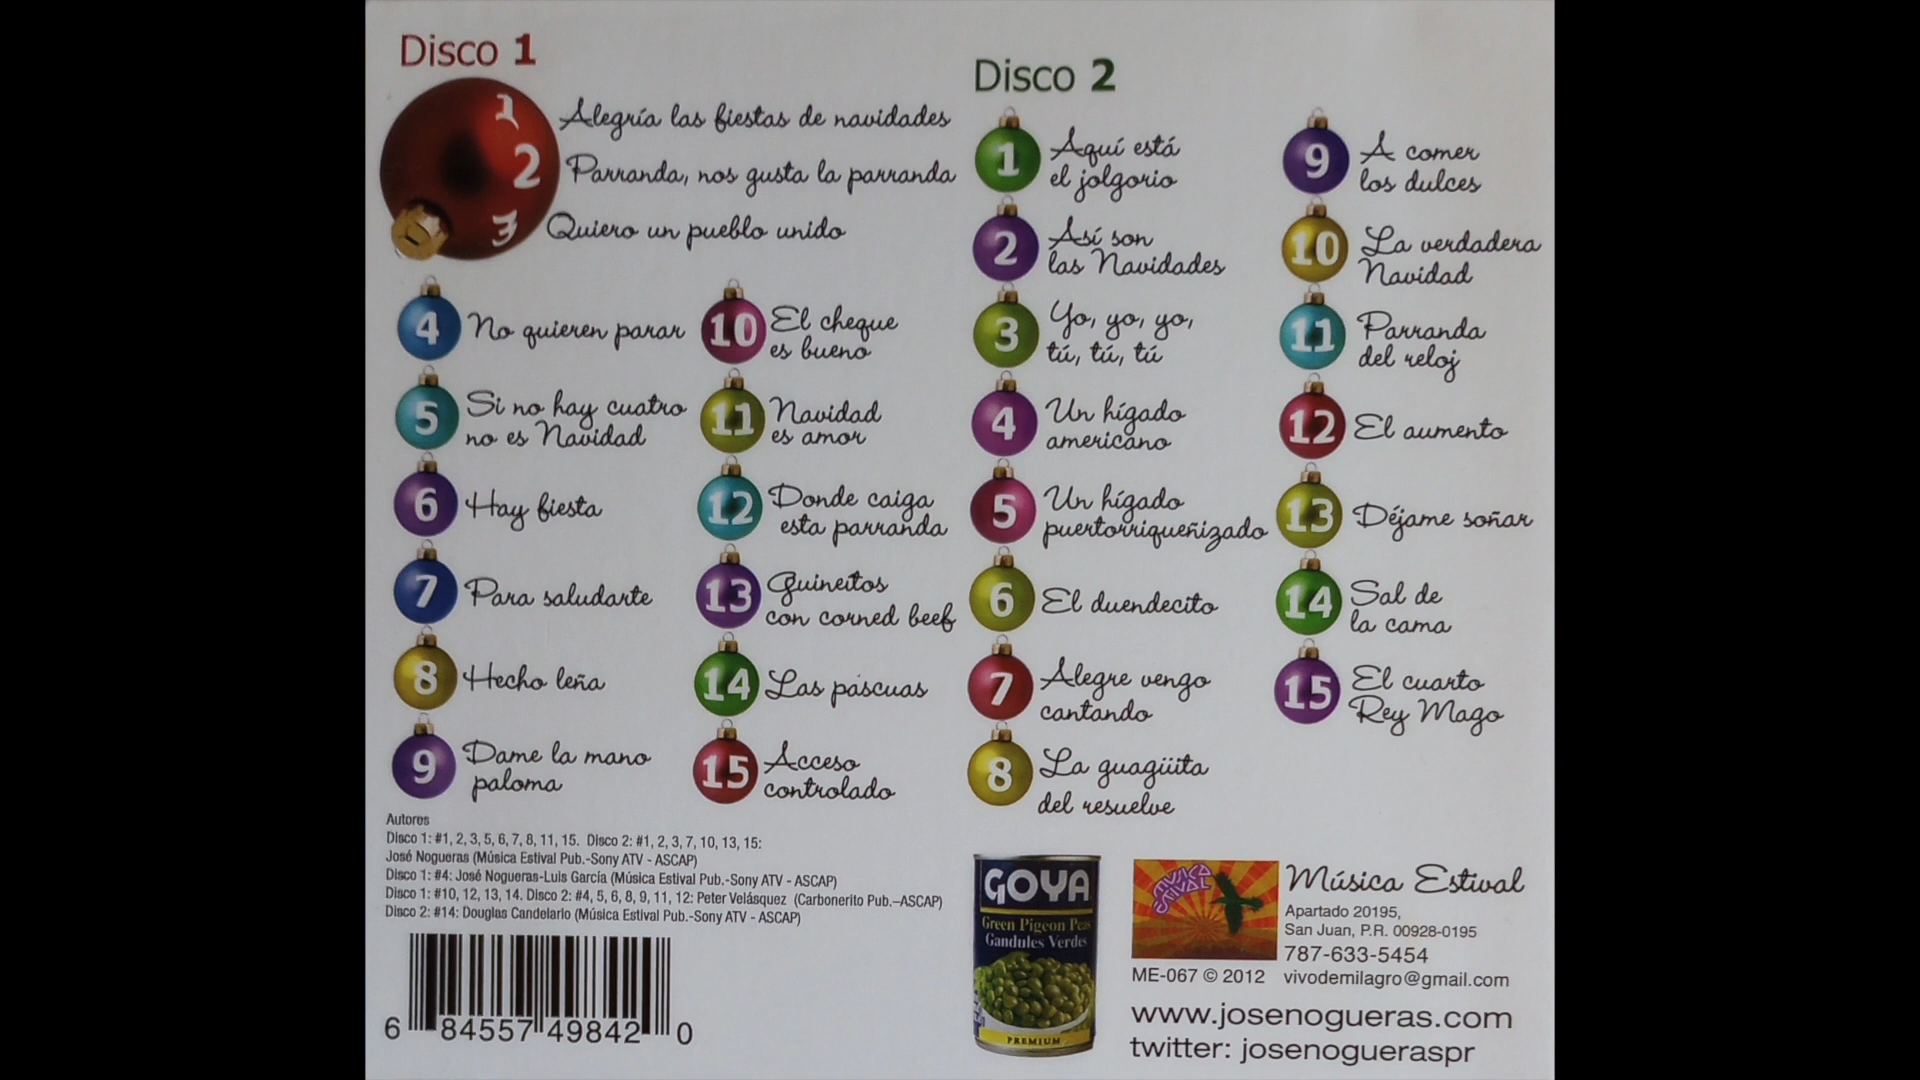 Disco 1
1 Alegría las fiestas de navidades
2 Parranda, nos gusta la parranda
3 Quiero un pueblo unido
4 No quieren parar
5 Si no hay cuatro
no es Navidad
6 Hay fiesta
7 Para saludarte
8 Hecho leña
9 Dame la mano
paloma
10 El cheque
es bueno
11 Navidad
es amor
12 Donde caiga
esta parranda
13 Guineitos
con corned beef
14 Las páscuas
15 Acceso
controlado
Disco 2
1 Aquí está
el jolgorio
2 Así son
las Navidades
3 Yo, yo, yo,
tú, tú, tú
4 Un hígado
americano
5 Un hígado
puertorriqueñizado
6 El duendecito
7 Alegre vengo
cantando
8 La guagüita
del resuelve
9 A comer
los dulces
10 La verdadera
Navidad
11 Parranda
del reloj
12 El aumento
13 Déjame soñar
14 Sal de
la cama
15 El cuarto
Rey Mago
Autores
Disco 1: #1, 2, 3, 5, 6, 7, 8, 11, 15. Disco 2: #1, 2, 3, 7, 10, 13, 15:
José Nogueras (Música Estival Pub.-Sony ATV - ASCAP)
Disco 1: #4: José Nogueras-Luis García (Música Estival Pub.-Sony ATV - ASCAP)
Disco 1: #10, 12, 13, 14. Disco 2: #4, 5, 6, 8, 9, 11, 12: Peter Velásquez (Carbonerito Pub.–ASCAP)
Disco 2: #14: Douglas Candelario (Música Estival Pub.-Sony ATV - ASCAP)
6 84557 49842 0
GOYA
Green Pigeon Peas
Gandules Verdes
PREMIUM
MUSICA
ESTIVAL
Música Estival
Apartado 20195,
San Juan, P.R. 00928-0195
787-633-5454
ME-067 © 2012 vivodemilagro@gmail.com
www.josenogueras.com
twitter: josenogueraspr